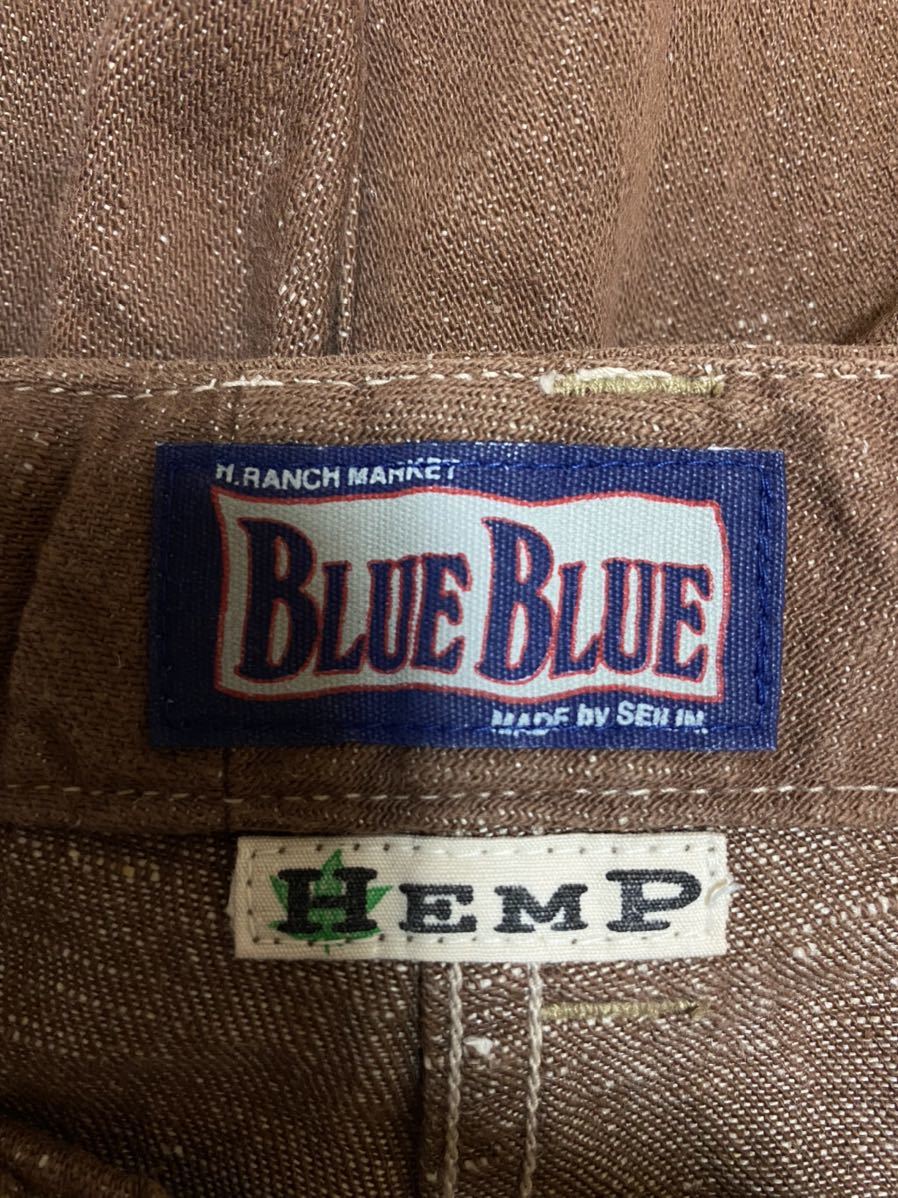 H.RANCH MARKET
BLUE BLUE
MADE by SEILIN.
HEMP